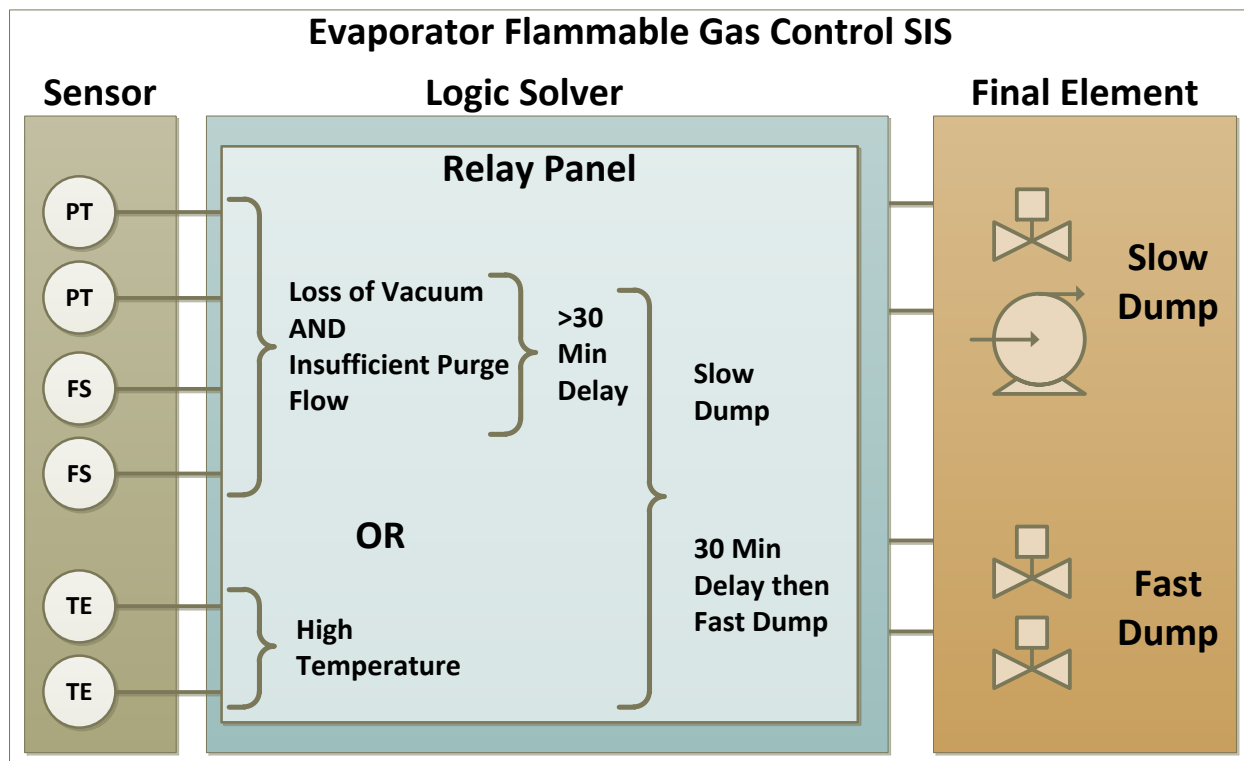 Evaporator Flammable Gas Control SIS
Sensor
Logic Solver
Final Element
Relay Panel
PT
PT
FS
FS
TE
TE
Loss of Vacuum
AND
Insufficient Purge
Flow
>30
Min
Delay
OR
High
Temperature
Slow
Dump
30 Min
Delay then
Fast Dump
Slow
Dump
Fast
Dump